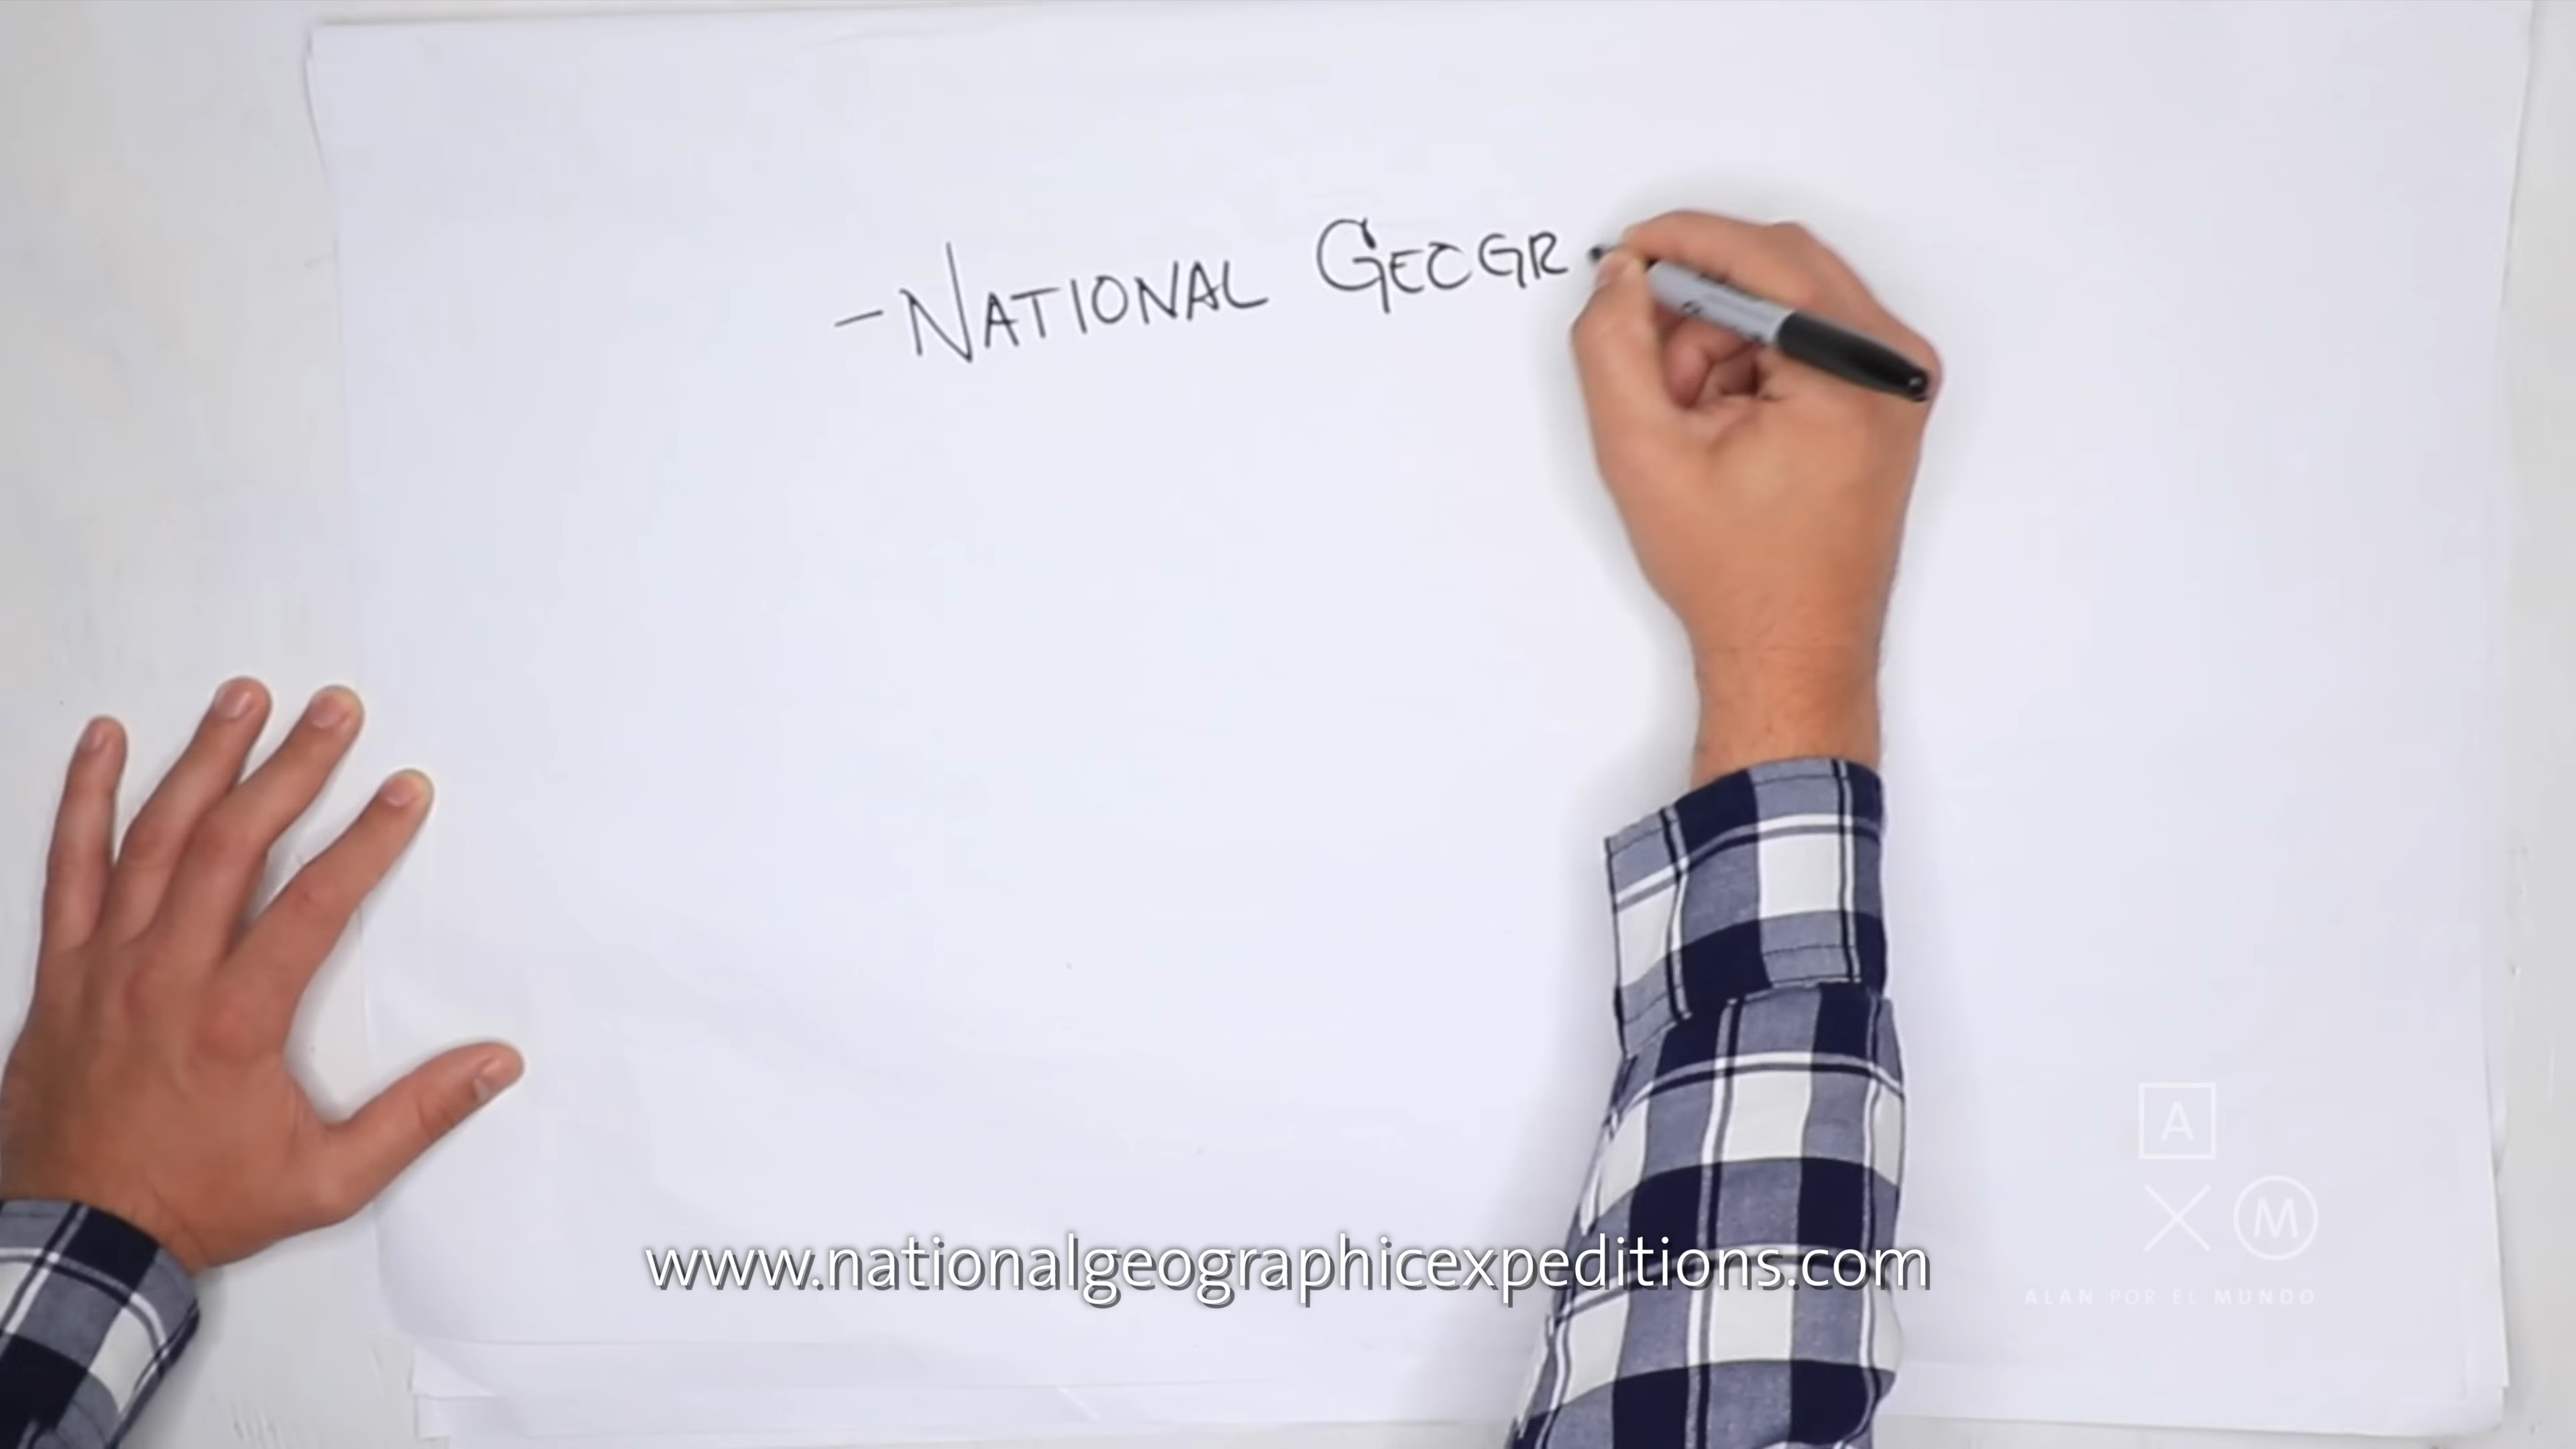 - NATIONAL GEOGR
A
X M
ALAN POR EL MUNDO
www.nationalgeographicexpeditions.com